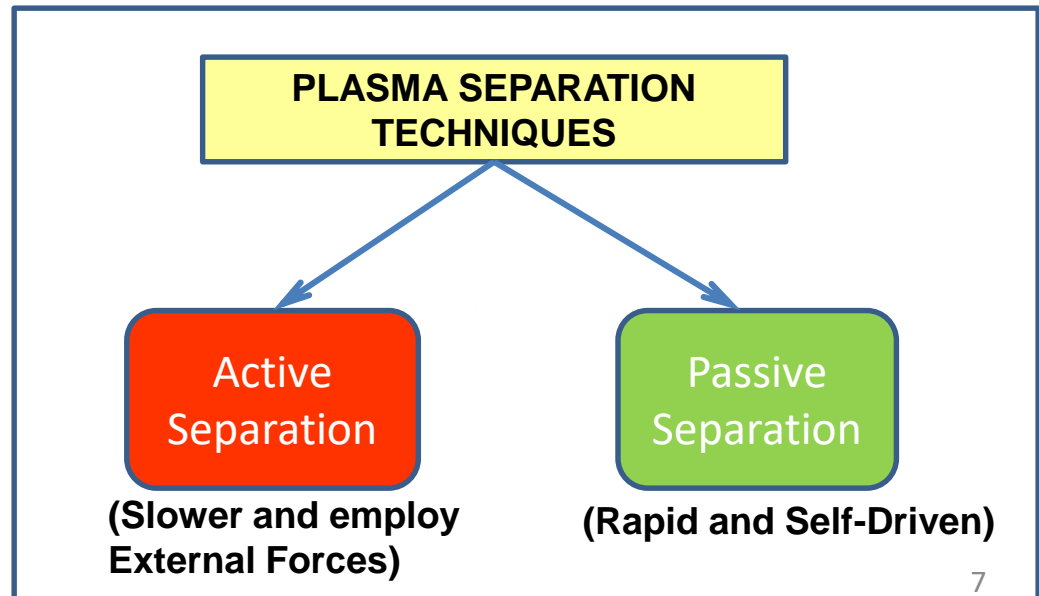 PLASMA SEPARATION
TECHNIQUES
Active
Separation
(Slower and employ
External Forces)
Passive
Separation
(Rapid and Self-Driven)
7